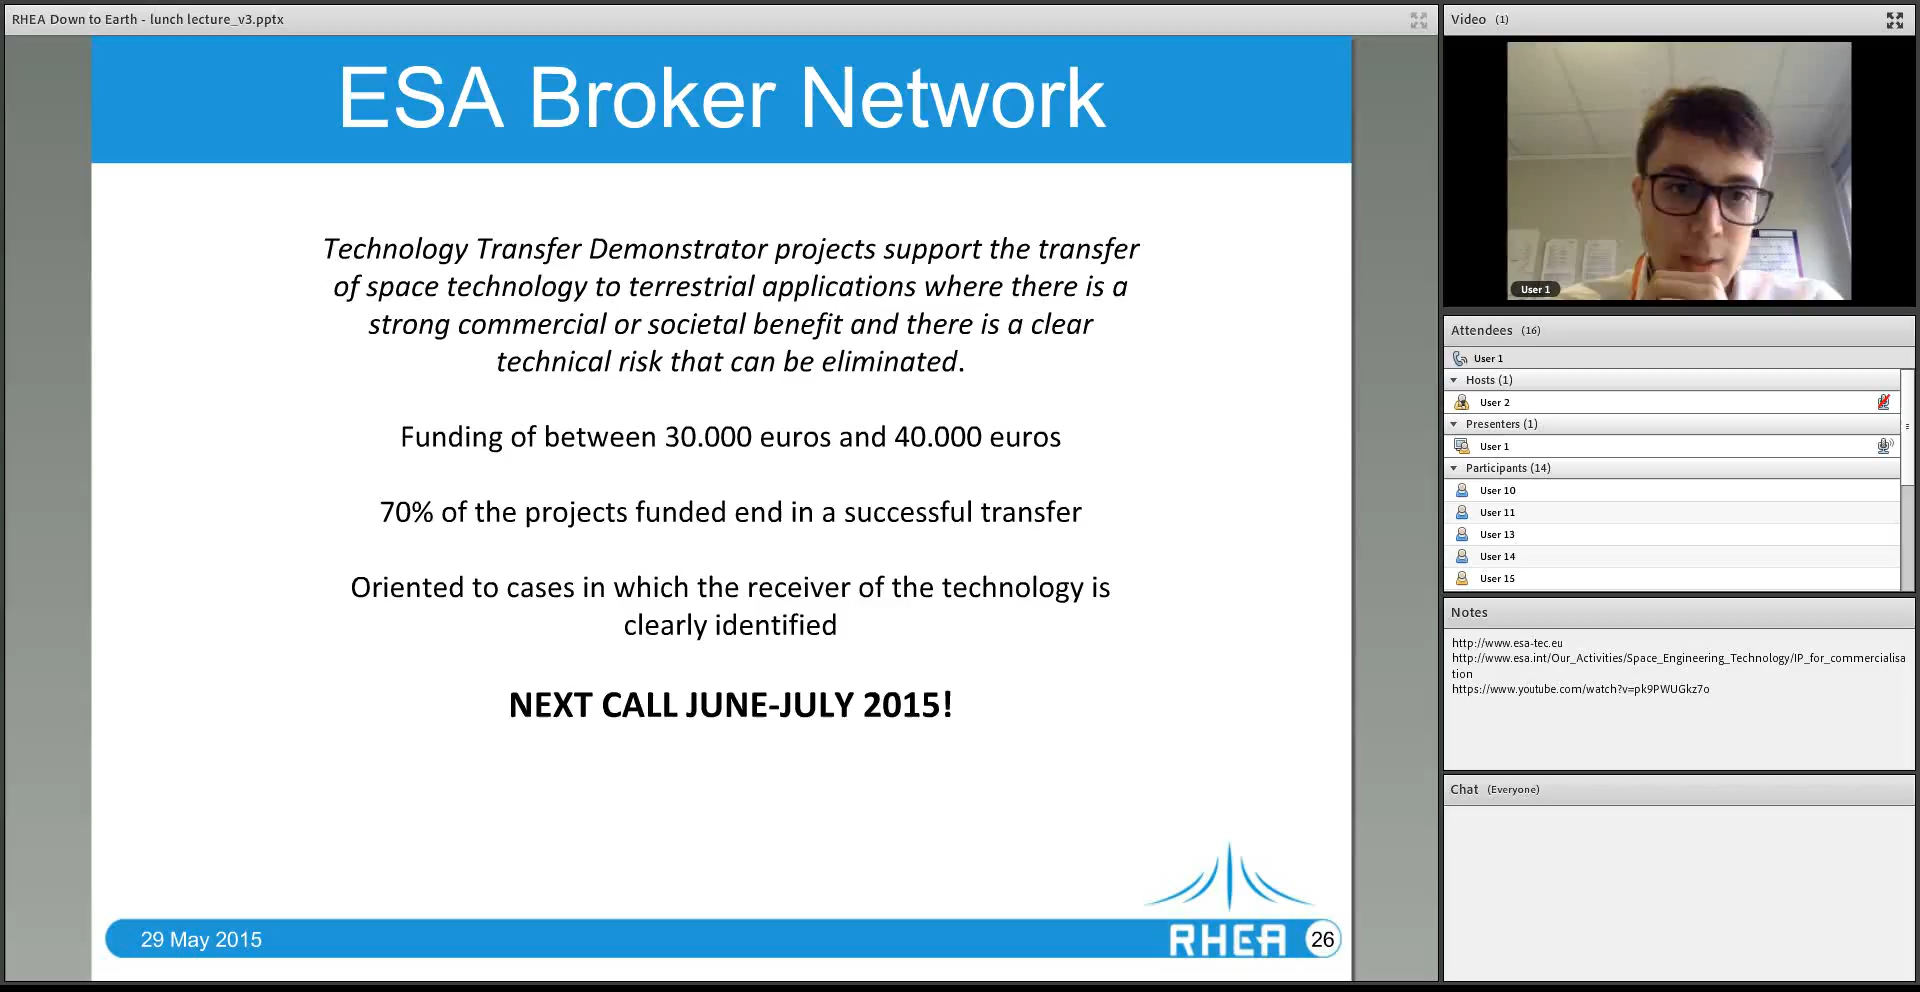 RHEA Down to Earth - lunch lecture_v3.pptx
ESA Broker Network
Technology Transfer Demonstrator projects support the transfer
of space technology to terrestrial applications where there is a
strong commercial or societal benefit and there is a clear
technical risk that can be eliminated.
Funding of between 30.000 euros and 40.000 euros
70% of the projects funded end in a successful transfer
Oriented to cases in which the receiver of the technology is
clearly identified
NEXT CALL JUNE-JULY 2015!
29 May 2015
RHEA
26
Video (1)
User 1
Attendees (16)
User 1
Hosts (1)
User 2
Presenters (1)
User 1
Participants (14)
User 10
User 11
User 13
User 14
User 15
Notes
http://www.esa-tec.eu
http://www.esa.int/Our_Activities/Space_Engineering_Technology/IP_for_commercialisa
tion
https://www.youtube.com/watch?v=pk9PWUGkz7o
Chat (Everyone)